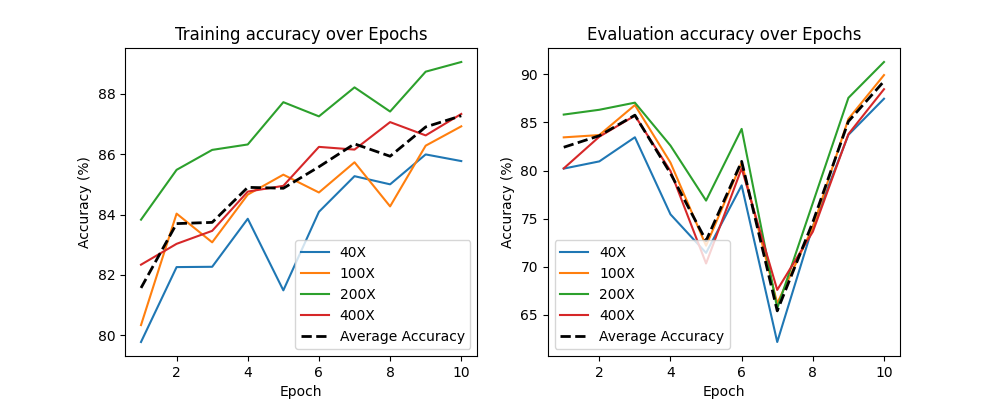 Training accuracy over Epochs
Accuracy (%)
88
86
84
82
80
40X
100X
200X
400X
Average Accuracy
2
4
6
8
10
Epoch
Evaluation accuracy over Epochs
Accuracy (%)
90
85
80
75
70
65
40X
100X
200X
400X
Average Accuracy
2
4
6
8
10
Epoch